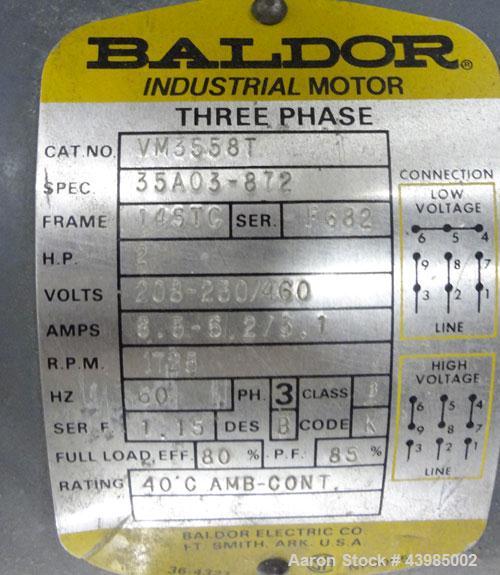 BALDOR®
INDUSTRIAL MOTOR
THREE PHASE
CAT.NO. VM3558T
SPEC. 35A03-872
FRAME 145TC SER. F682
H.P. 2
VOLTS 208-230/460
AMPS 6.2/3.1
R.P.M. 1725
HZ 60 PH. 3 CLASS B
SER.F. 1.15 DES B CODE K
FULL LOAD EFF. 80 % P.F. 85 %
RATING 40°C AMB-CONT.
CONNECTION
LOW
VOLTAGE
6 5 4
9 8 7
3 2 1
LINE
HIGH
VOLTAGE
6 5 4
9 8 7
3 2 1
LINE
BALDOR ELECTRIC CO.
FT. SMITH, ARK. U.S.A.
Aaron Stock # 43985002